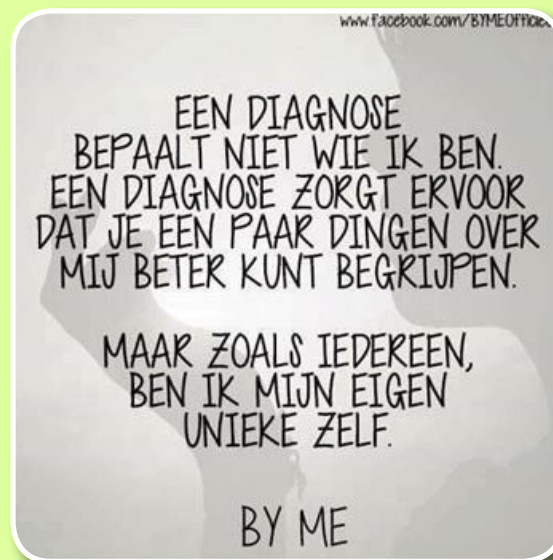 www.facebook.com/BYMEOfficieel
EEN DIAGNOSE
BEPAALT NIET WIE IK BEN.
EEN DIAGNOSE ZORGT ERVOOR
DAT JE EEN PAAR DINGEN OVER
MIJ BETER KUNT BEGRIJPEN.
MAAR ZOALS IEDEREEN,
BEN IK MIJN EIGEN
UNIEKE ZELF.
BY ME